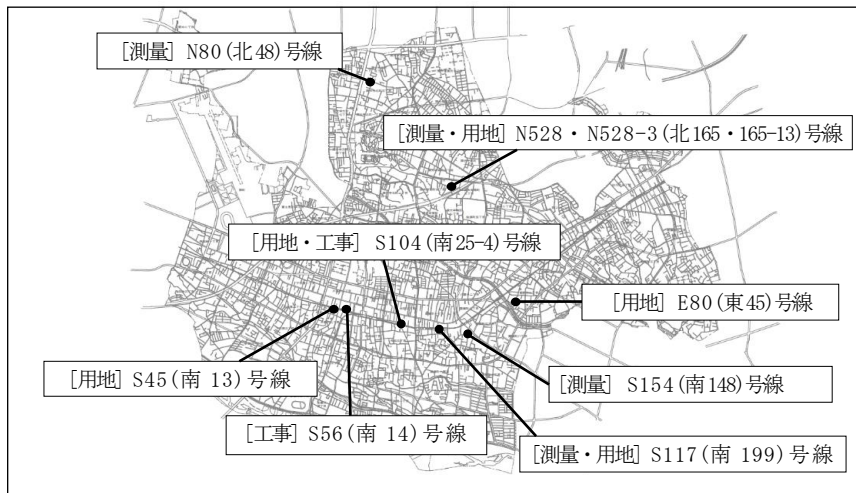 [測量] N80(北48)号線
[測量・用地] N528・N528-3(北165・165-13)号線
[用地・工事] S104(南25-4)号線
[用地] E80(東45)号線
[用地] S45(南 13)号線
[測量] S154(南148)号線
[工事] S56(南 14)号線
[測量・用地] S117(南 199)号線